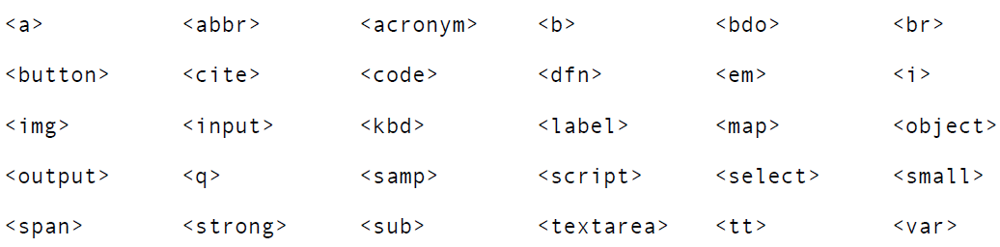 <a> <abbr> <acronym> <b> <bdo> <br>
<button> <cite> <code> <dfn> <em> <i>
<img> <input> <kbd> <label> <map> <object>
<output> <q> <samp> <script> <select> <small>
<span> <strong> <sub> <textarea> <tt> <var>